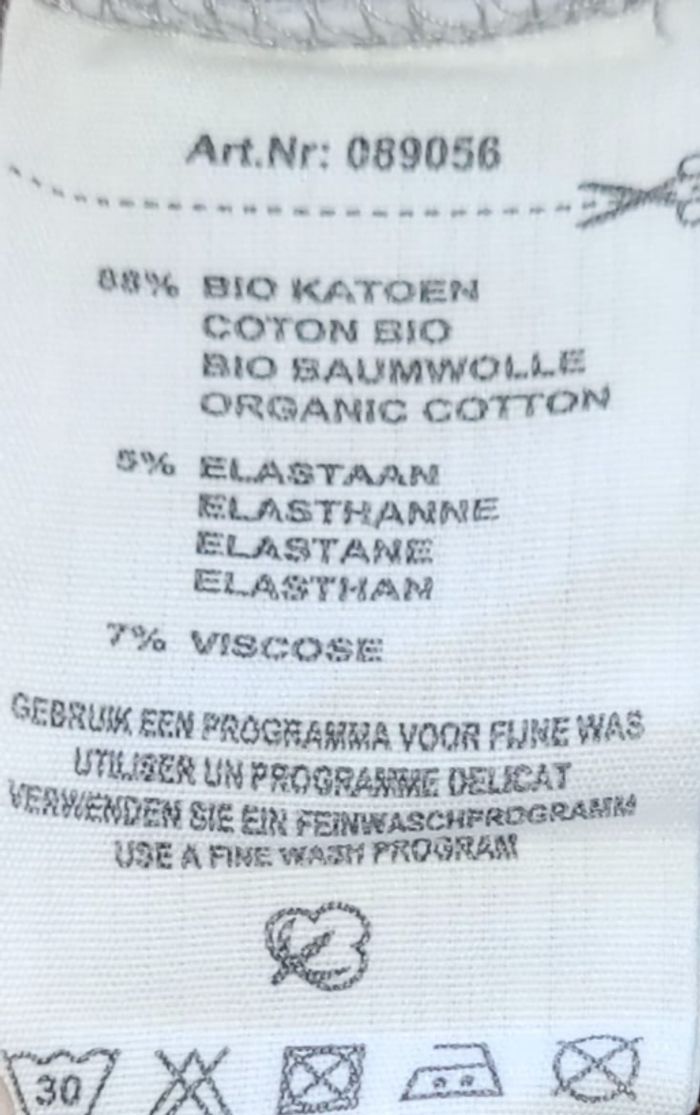 Art.Nr: 089056
88% BIO KATOEN
COTON BIO
BIO BAUMWOLLE
ORGANIC COTTON
5% ELASTAAN
ELASTHANNE
ELASTANE
ELASTHAN
7% VISCOSE
GEBRUIK EEN PROGRAMMA VOOR FIJNE WAS
UTILISER UN PROGRAMME DELICAT
VERWENDEN SIE EIN FEINWASCHPROGRAMM
USE A FINE WASH PROGRAM
30